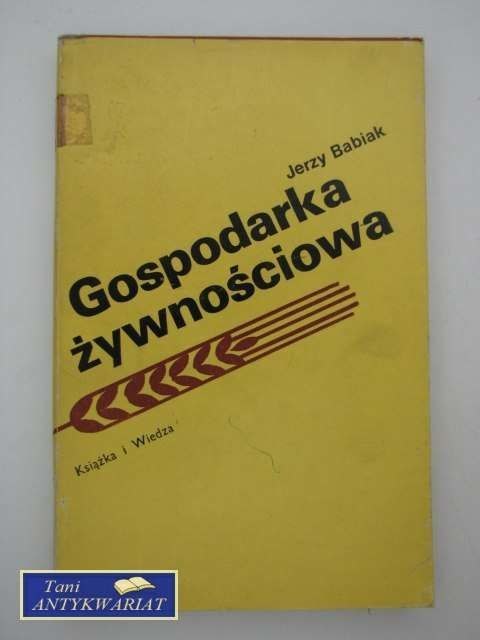 Jerzy Babiak
Gospodarka
żywnościowa
Książka i Wiedza
Tani
ANTYKWARIAT